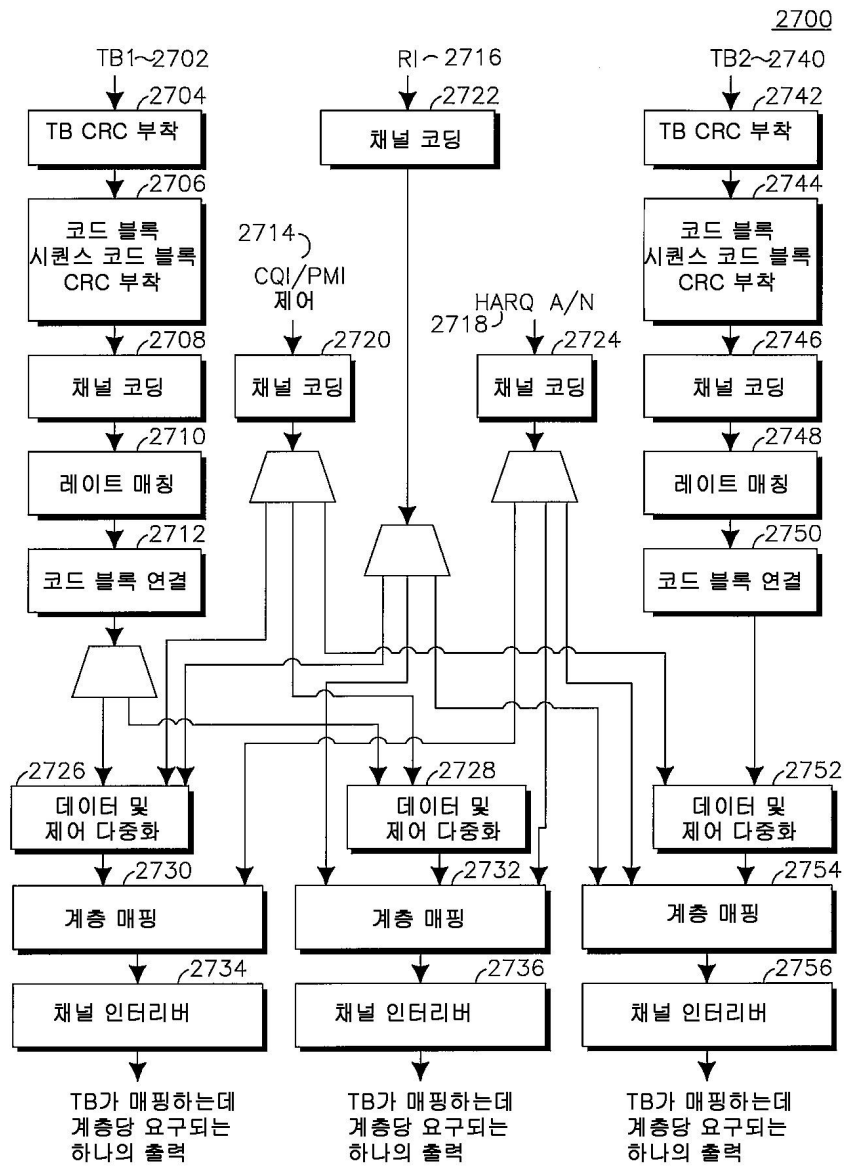 2700
TB1~2702
RI~2716
TB2~2740
2704
TB CRC 부착
2722
채널 코딩
2742
TB CRC 부착
2706
코드 블록
시퀀스 코드 블록
CRC 부착
2744
코드 블록
시퀀스 코드 블록
CRC 부착
2714
CQI/PMI
제어
2718
HARQ A/N
2708
채널 코딩
2720
채널 코딩
2724
채널 코딩
2746
채널 코딩
2710
레이트 매칭
2748
레이트 매칭
2712
코드 블록 연결
2750
코드 블록 연결
2726
데이터 및
제어 다중화
2728
데이터 및
제어 다중화
2752
데이터 및
제어 다중화
2730
계층 매핑
2732
계층 매핑
2754
계층 매핑
2734
채널 인터리버
2736
채널 인터리버
2756
채널 인터리버
TB가 매핑하는데
계층당 요구되는
하나의 출력
TB가 매핑하는데
계층당 요구되는
하나의 출력
TB가 매핑하는데
계층당 요구되는
하나의 출력